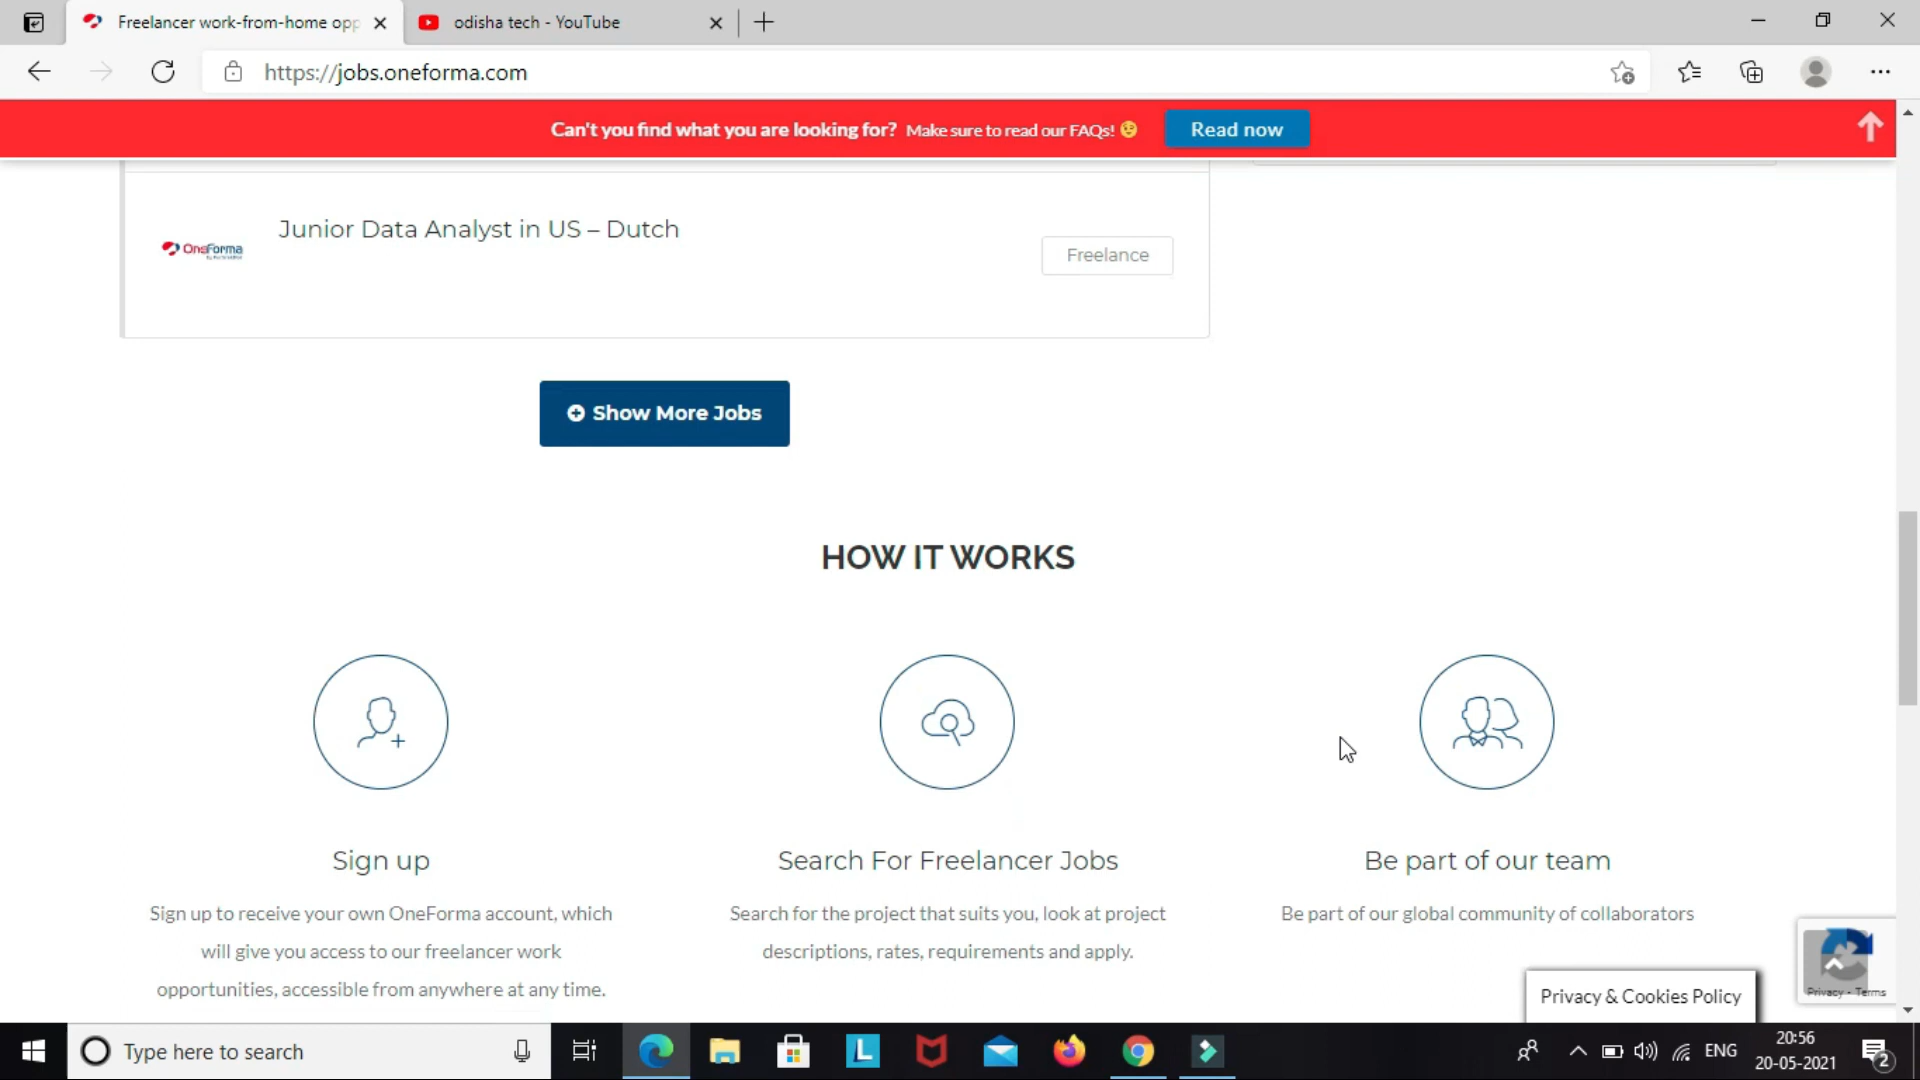 Freelancer work-from-home opp
odisha tech - YouTube
https://jobs.oneforma.com
Can't you find what you are looking for? Make sure to read our FAQs! 😉
Read now
OneForma
Junior Data Analyst in US – Dutch
Freelance
Show More Jobs
HOW IT WORKS
Sign up
Sign up to receive your own OneForma account, which
will give you access to our freelancer work
opportunities, accessible from anywhere at any time.
Search For Freelancer Jobs
Search for the project that suits you, look at project
descriptions, rates, requirements and apply.
Be part of our team
Be part of our global community of collaborators
Privacy - Terms
Privacy & Cookies Policy
Type here to search
L
ENG
20:56
20-05-2021
2